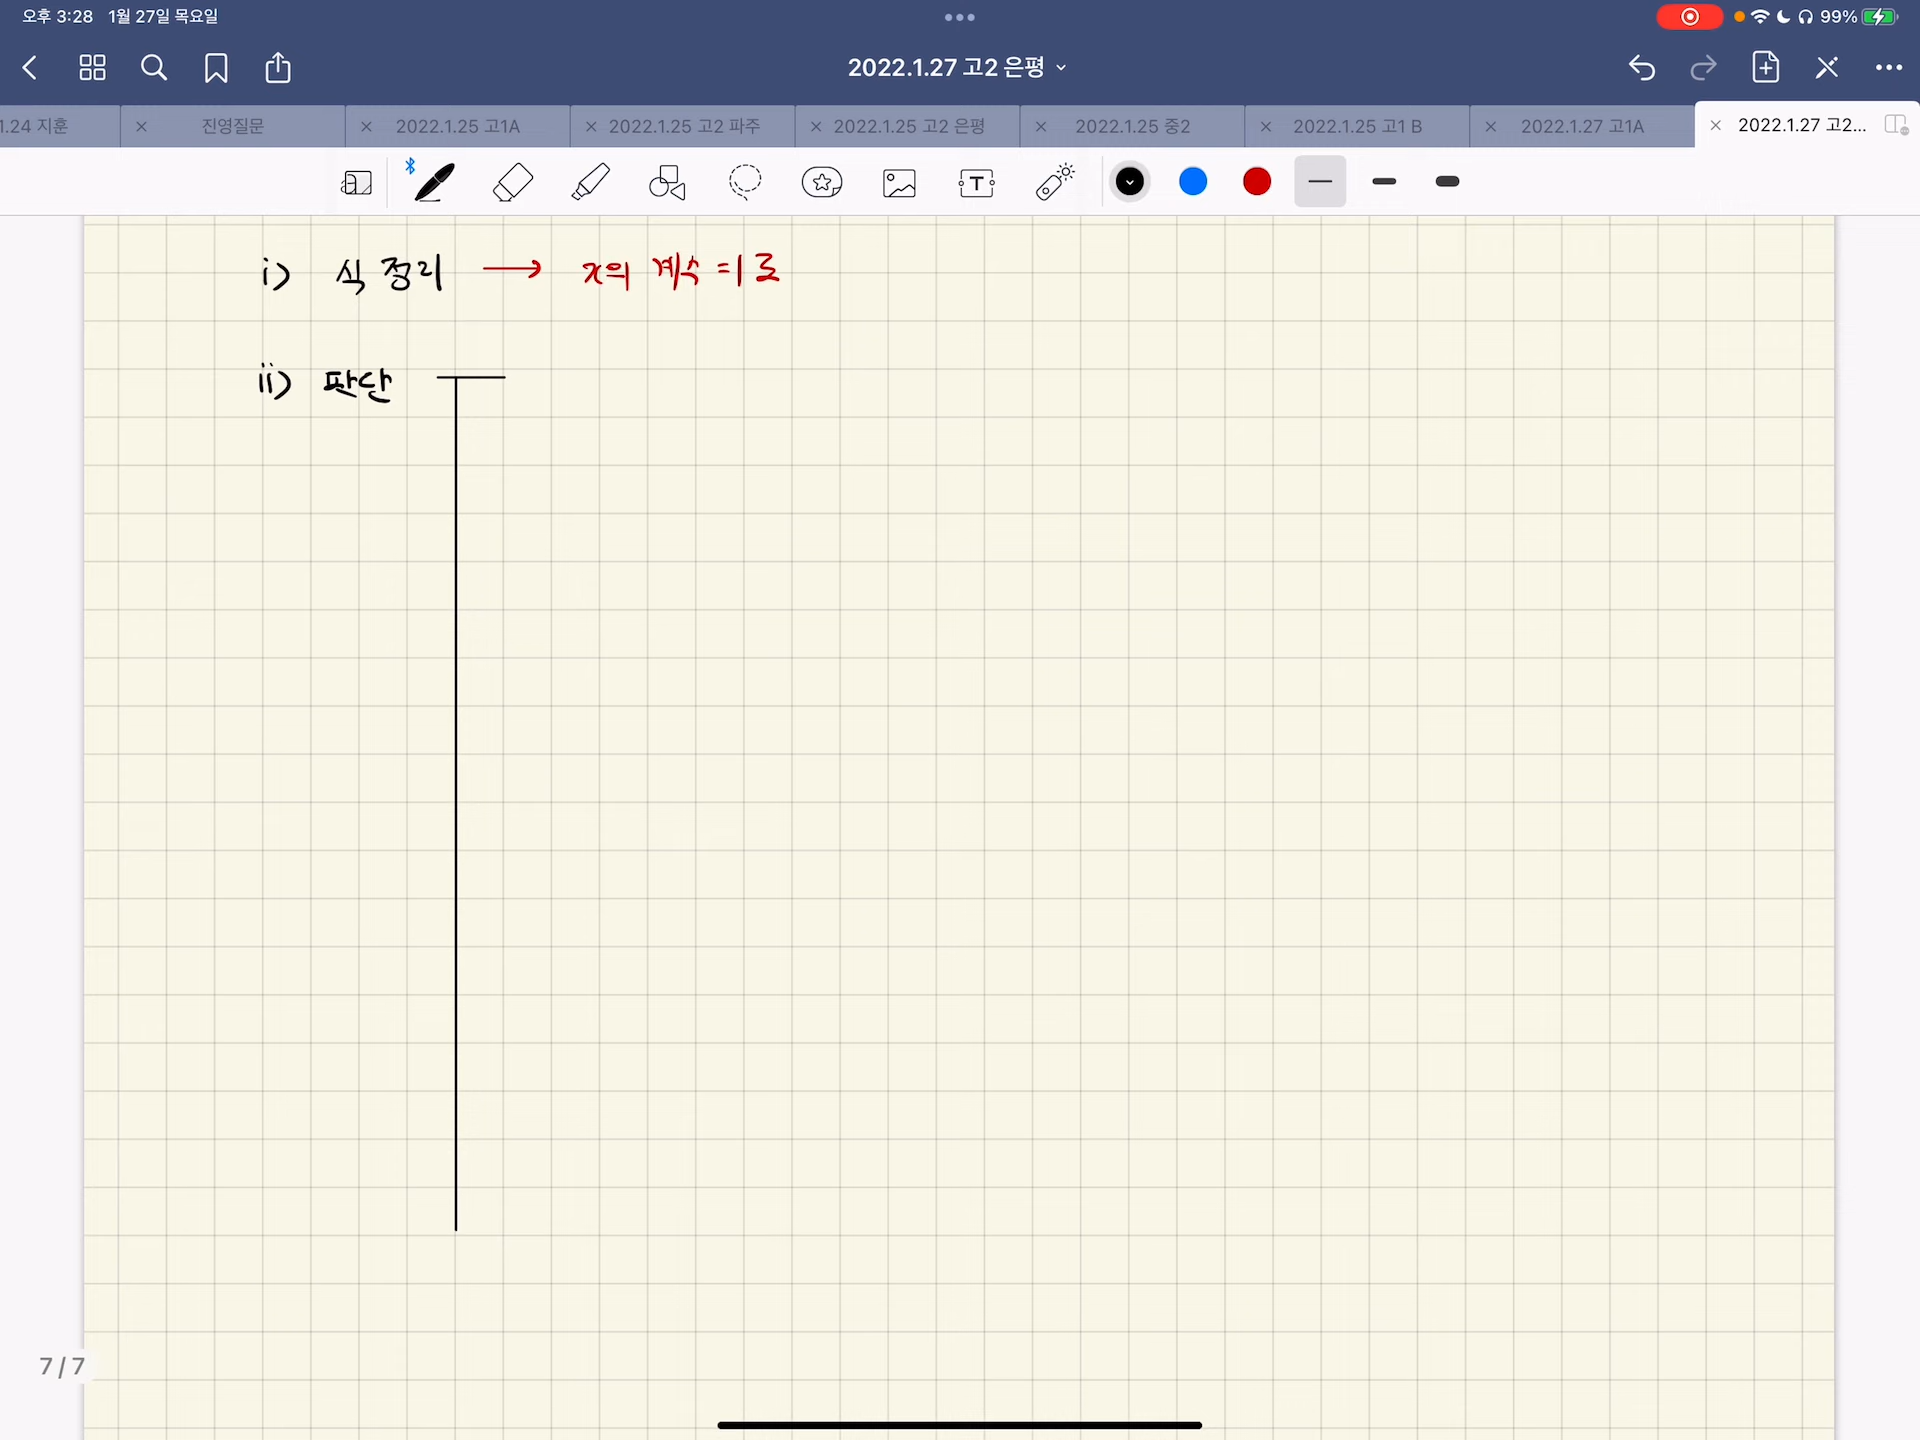 오후 3:28 1월 27일 목요일
99%
2022.1.27 고2 은평
1.24 지훈
진영질문
2022.1.25 고1A
2022.1.25 고2 파주
2022.1.25 고2 은평
2022.1.25 중2
2022.1.25 고1 B
2022.1.27 고1A
2022.1.27 고2...
i) 식 정리 → x의 계수 =1로
ii) 판단
7 / 7